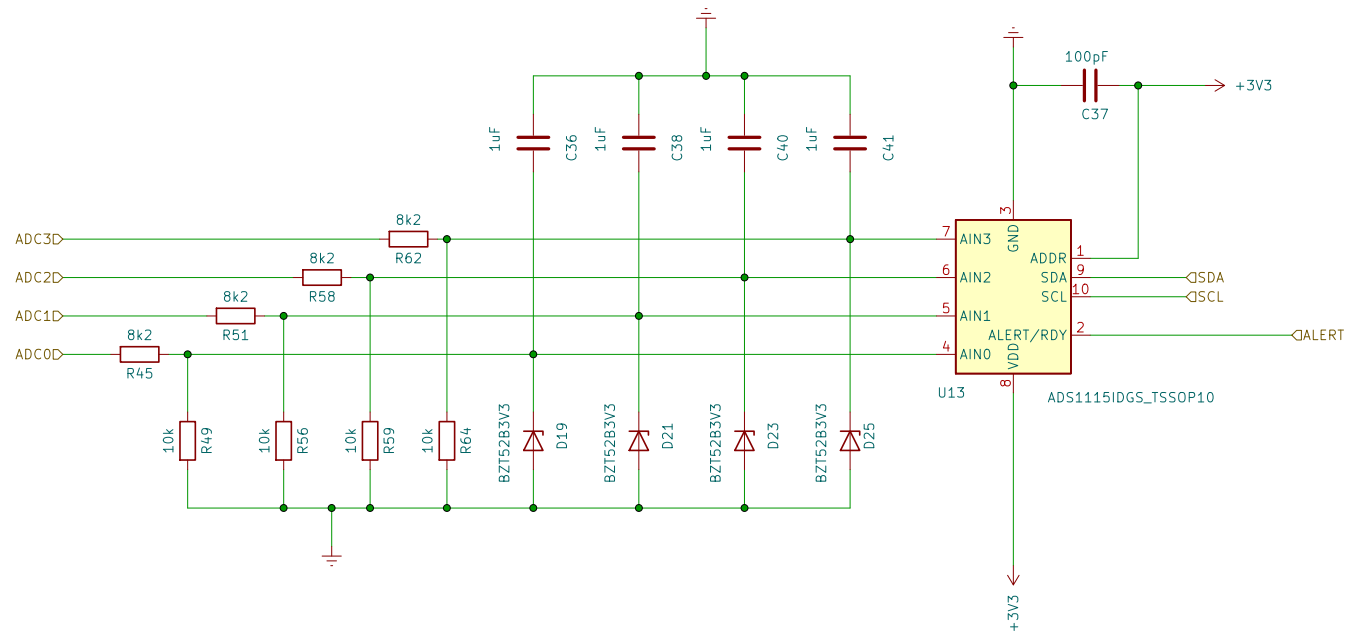 100pF
+3V3
C37
1uF
C36
1uF
C38
1uF
C40
1uF
C41
ADC3
8k2
R62
ADC2
8k2
R58
ADC1
8k2
R51
ADC0
8k2
R45
3
GND
7
AIN3
6
AIN2
5
AIN1
4
AIN0
ADDR
1
SDA
9
SDA
SCL
10
SCL
ALERT/RDY
2
ALERT
VDD
8
U13
ADS1115IDGS_TSSOP10
10k
R49
10k
R56
10k
R59
10k
R64
BZT52B3V3
D19
BZT52B3V3
D21
BZT52B3V3
D23
BZT52B3V3
D25
+3V3